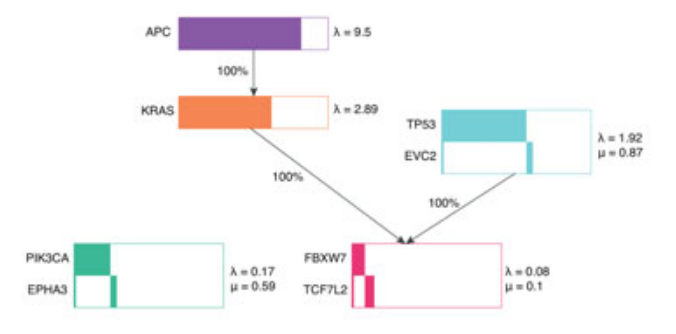 APC
λ = 9.5
100%
KRAS
λ = 2.89
TP53
EVC2
λ = 1.92
μ = 0.87
100%
100%
PIK3CA
EPHA3
λ = 0.17
μ = 0.59
FBXW7
TCF7L2
λ = 0.08
μ = 0.1